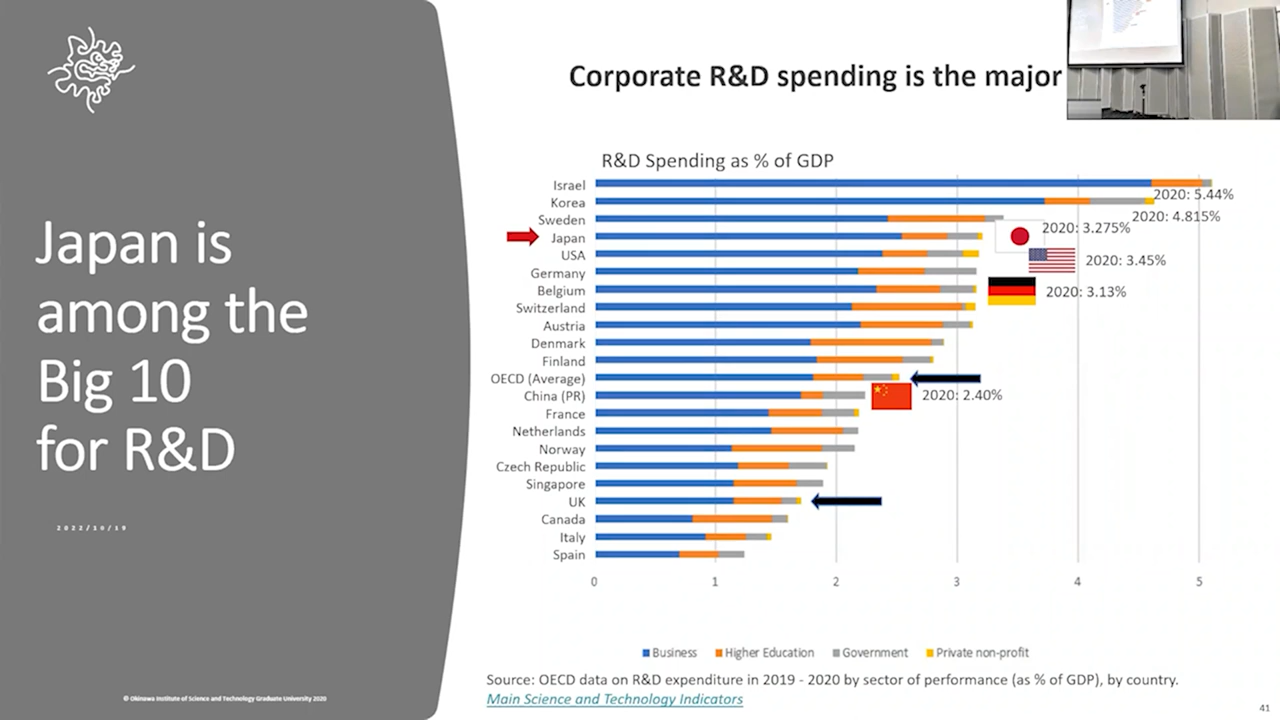 Corporate R&D spending is the major
Japan is
among the
Big 10
for R&D
2022/10/19
© Okinawa Institute of Science and Technology Graduate University 2020
R&D Spending as % of GDP
Israel
2020: 5.44%
Korea
2020: 4.815%
Sweden
Japan
2020: 3.275%
USA
2020: 3.45%
Germany
Belgium
2020: 3.13%
Switzerland
Austria
Denmark
Finland
OECD (Average)
China (PR)
2020: 2.40%
France
Netherlands
Norway
Czech Republic
Singapore
UK
Canada
Italy
Spain
0 1 2 3 4 5
Business Higher Education Government Private non-profit
Source: OECD data on R&D expenditure in 2019 - 2020 by sector of performance (as % of GDP), by country.
Main Science and Technology Indicators
41